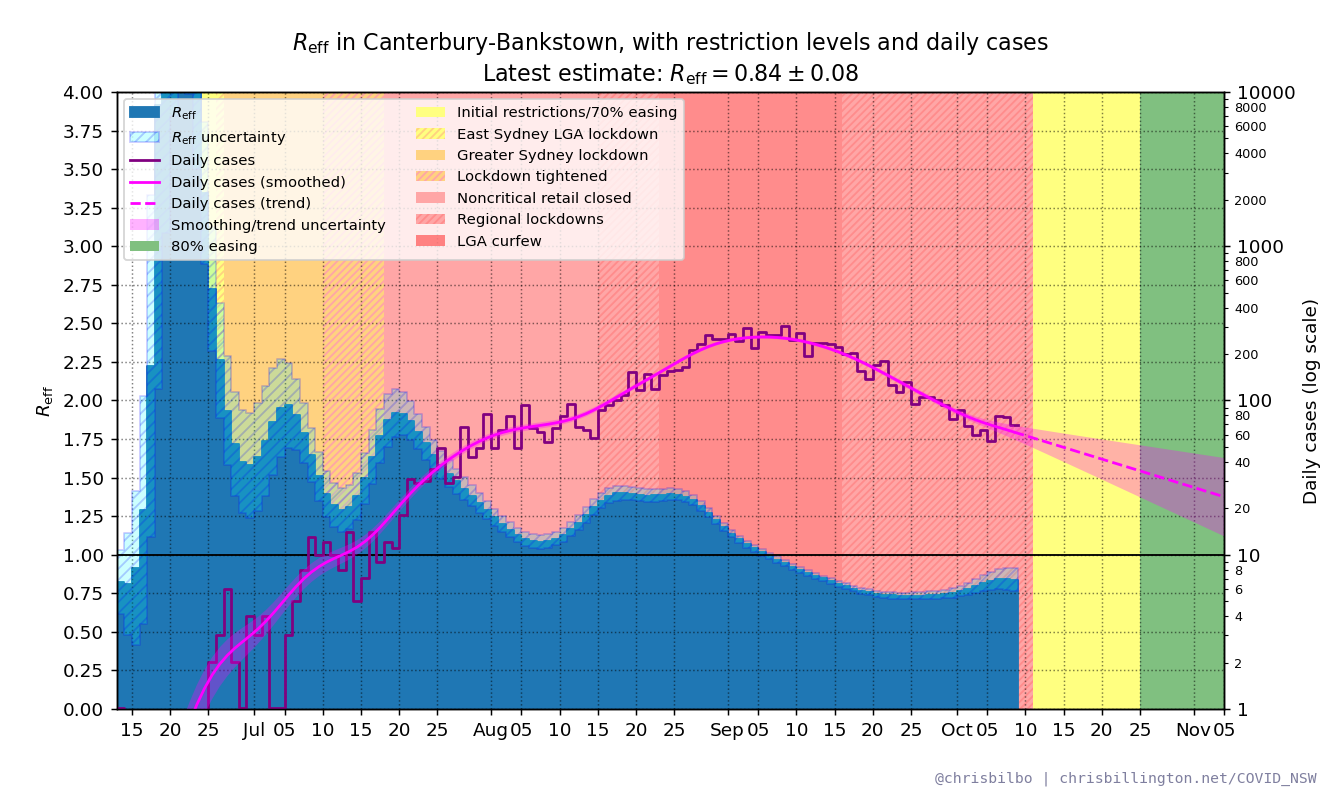 Reff in Canterbury-Bankstown, with restriction levels and daily cases
Latest estimate: Reff = 0.84 ± 0.08
Reff
Reff uncertainty
Daily cases
Daily cases (smoothed)
Daily cases (trend)
Smoothing/trend uncertainty
80% easing
Initial restrictions/70% easing
East Sydney LGA lockdown
Greater Sydney lockdown
Lockdown tightened
Noncritical retail closed
Regional lockdowns
LGA curfew
Reff
4.00
3.75
3.50
3.25
3.00
2.75
2.50
2.25
2.00
1.75
1.50
1.25
1.00
0.75
0.50
0.25
0.00
10000
8000
6000
4000
2000
1000
800
600
400
200
100
80
60
40
20
10
8
6
4
2
1
Daily cases (log scale)
15 20 25 Jul 05 10 15 20 25 Aug 05 10 15 20 25 Sep 05 10 15 20 25 Oct 05 10 15 20 25 Nov 05
@chrisbilbo | chrisbillington.net/COVID_NSW